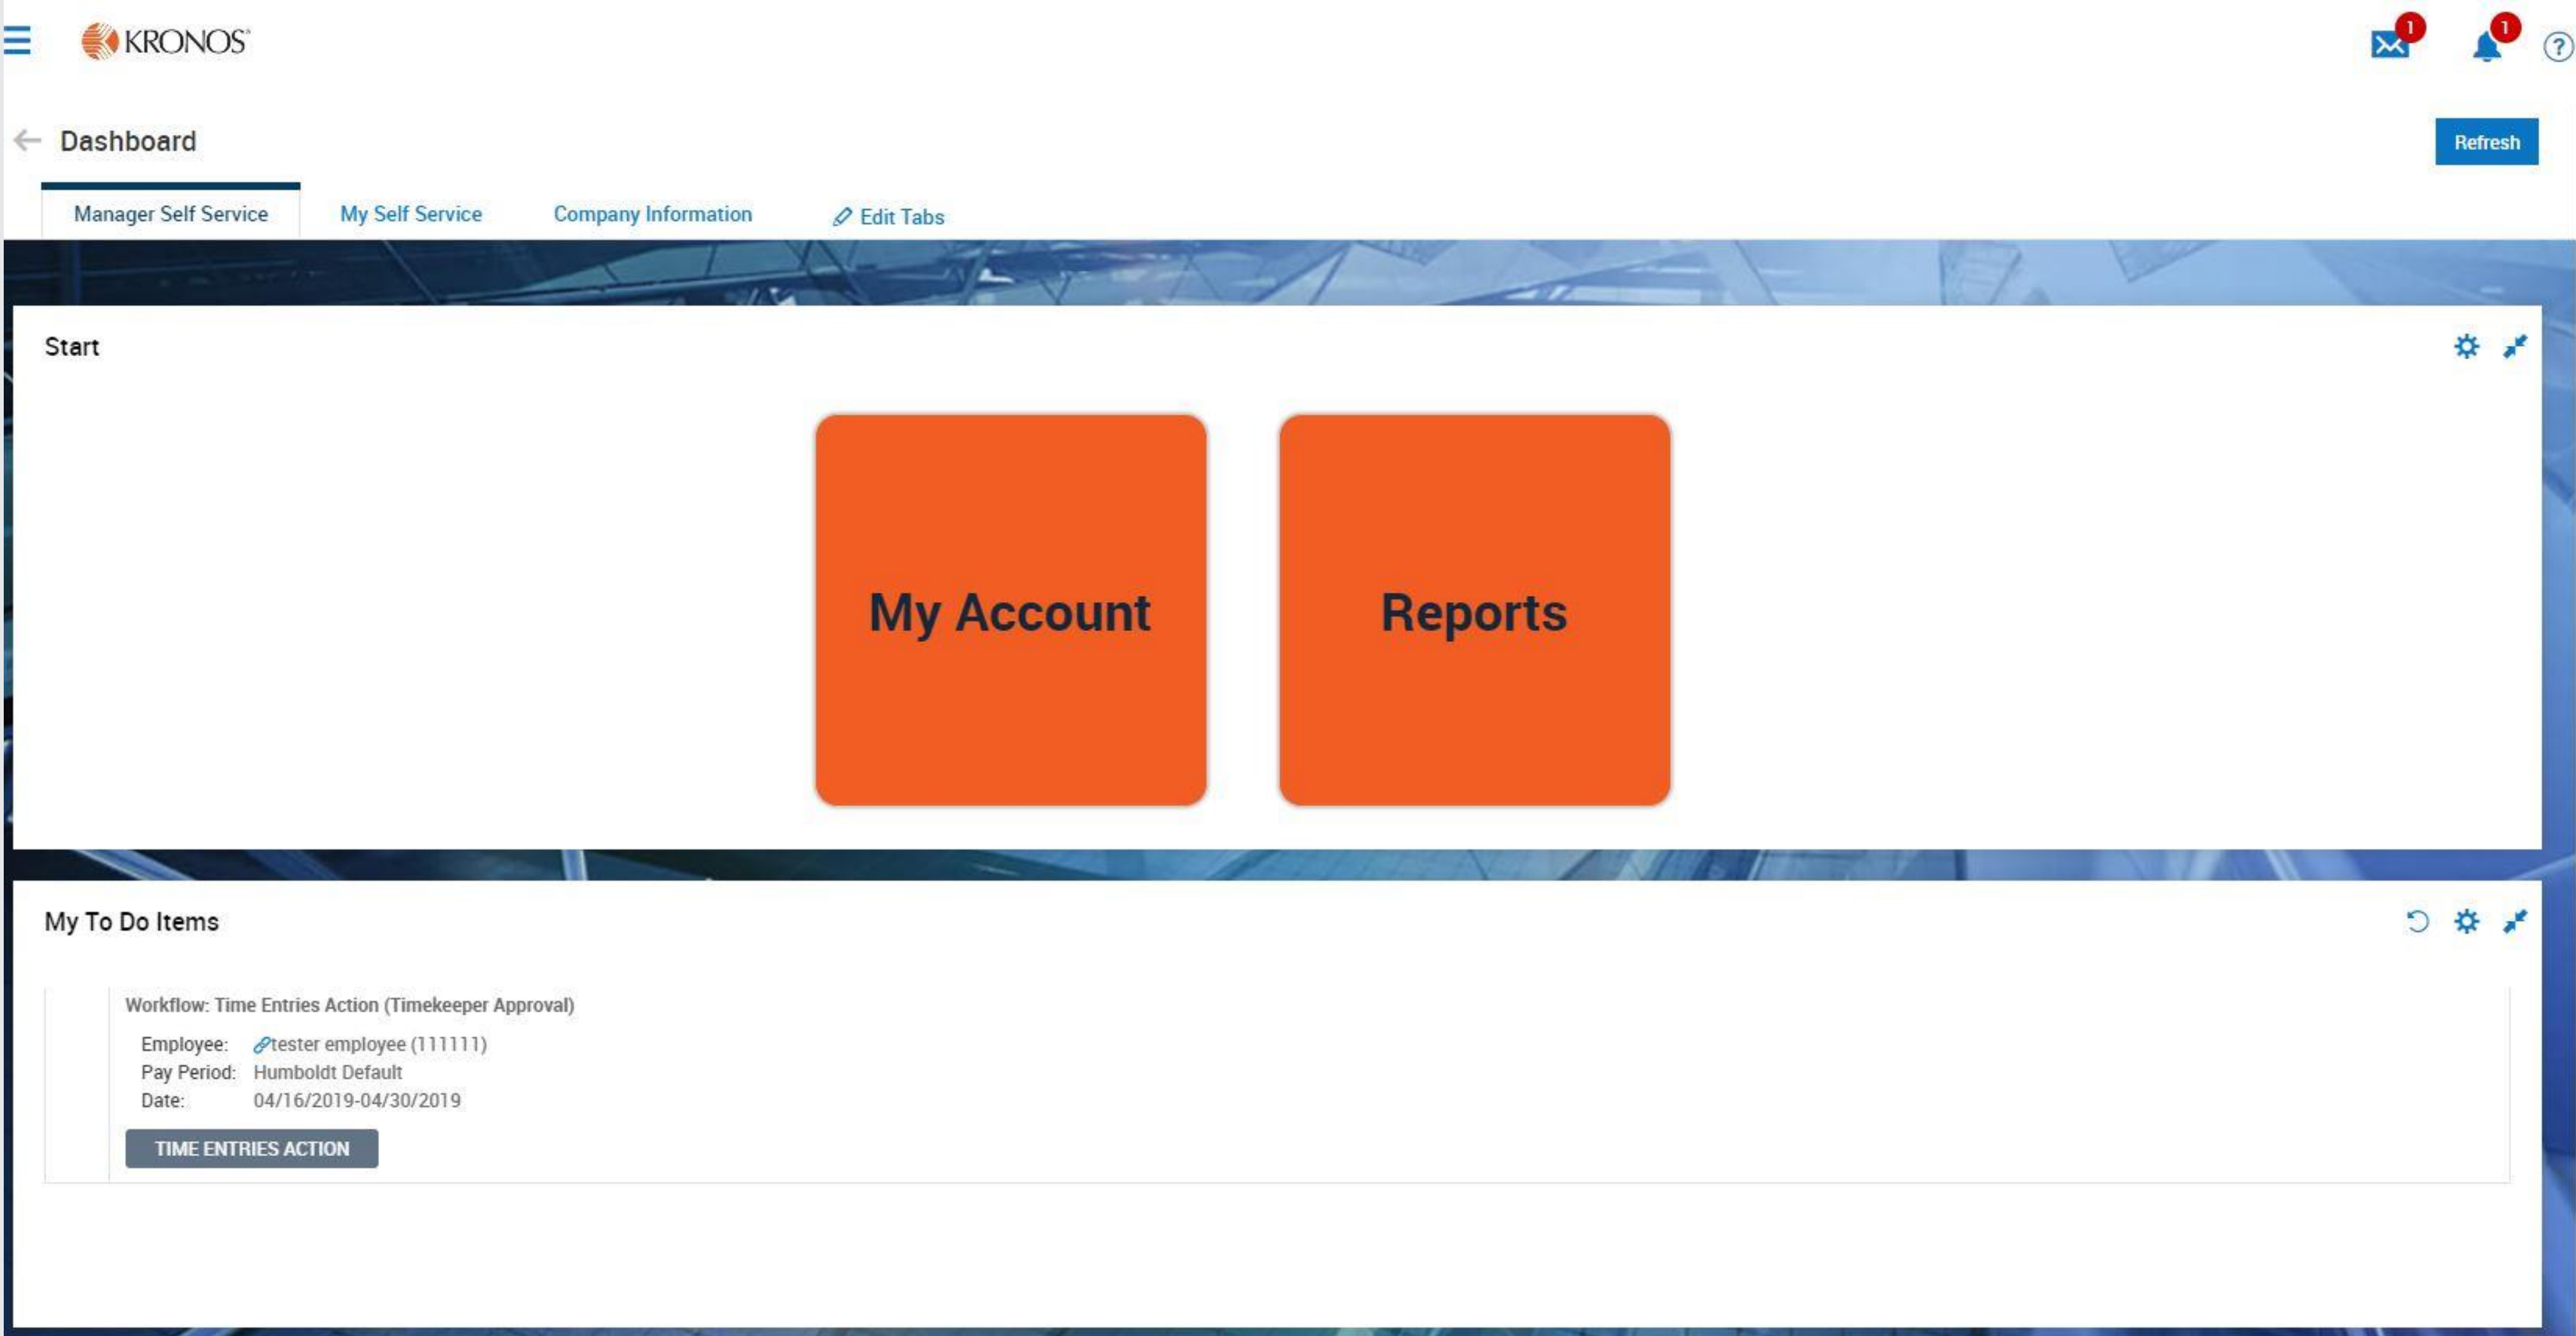 KRONOS
1
1
?
Dashboard
Refresh
Manager Self Service
My Self Service
Company Information
Edit Tabs
Start
My Account
Reports
My To Do Items
Workflow: Time Entries Action (Timekeeper Approval)
Employee: tester employee (111111)
Pay Period: Humboldt Default
Date: 04/16/2019-04/30/2019
TIME ENTRIES ACTION